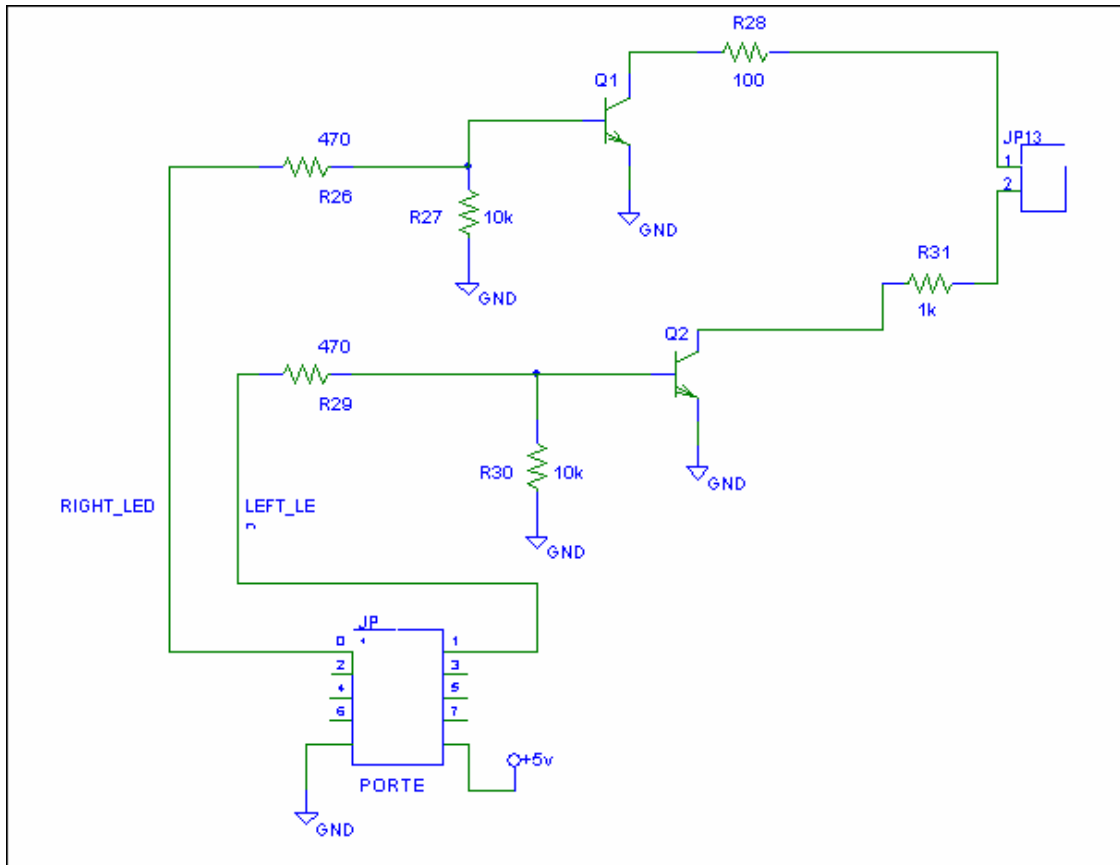 R28
100
Q1
470
R26
R27
10k
GND
GND
JP13
1
2
R31
1k
Q2
470
R29
R30
10k
GND
GND
RIGHT_LED
LEFT_LE
JP
0
1
2
3
4
5
6
7
+5v
PORTE
GND